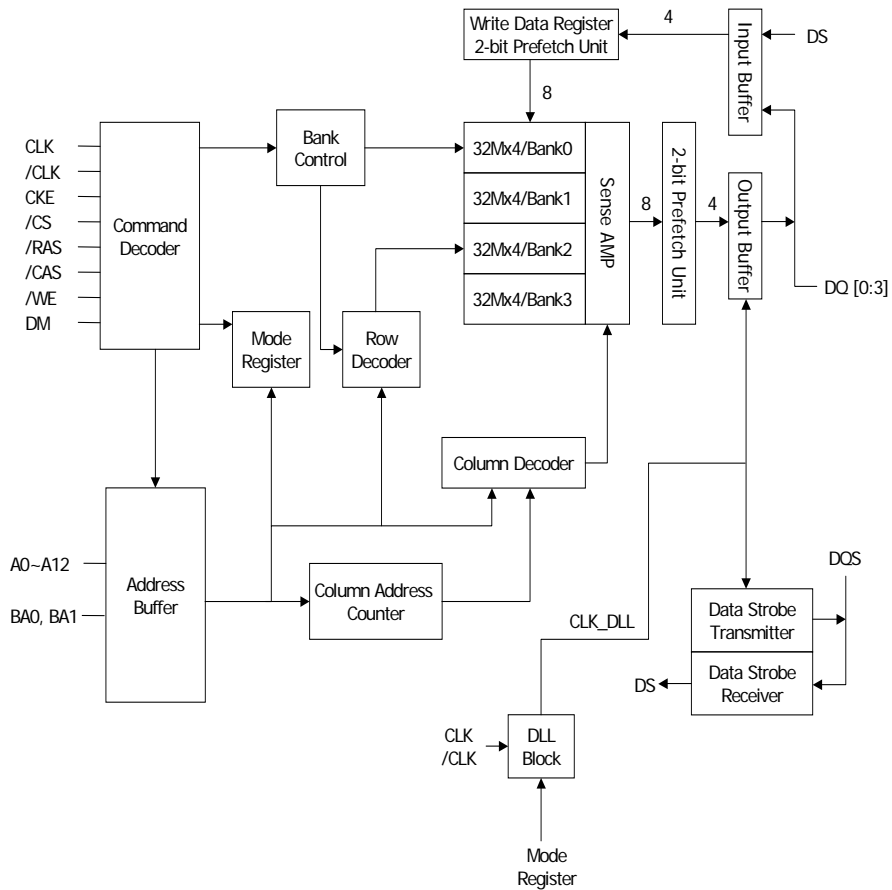 Write Data Register
2-bit Prefetch Unit
4
Input Buffer
DS
8
Bank
Control
CLK
/CLK
CKE
/CS
/RAS
/CAS
/WE
DM
Command
Decoder
32Mx4/Bank0
32Mx4/Bank1
32Mx4/Bank2
32Mx4/Bank3
Sense AMP
8
2-bit Prefetch Unit
4
Output Buffer
DQ [0:3]
Mode
Register
Row
Decoder
Column Decoder
A0~A12
BA0, BA1
Address
Buffer
Column Address
Counter
CLK_DLL
DQS
Data Strobe
Transmitter
Data Strobe
Receiver
DS
CLK
/CLK
DLL
Block
Mode
Register